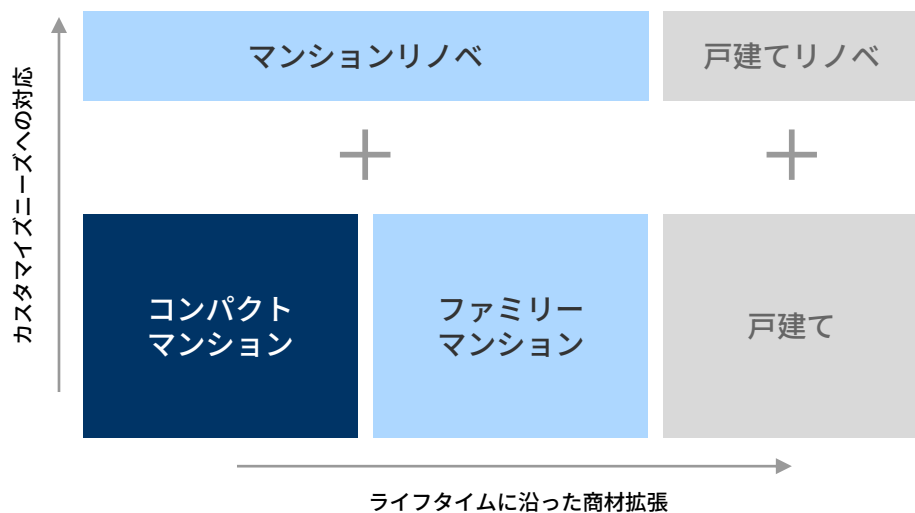 マンションリノベ
戸建てリノベ
カスタマイズニーズへの対応
コンパクト
マンション
ファミリー
マンション
戸建て
ライフタイムに沿った商材拡張